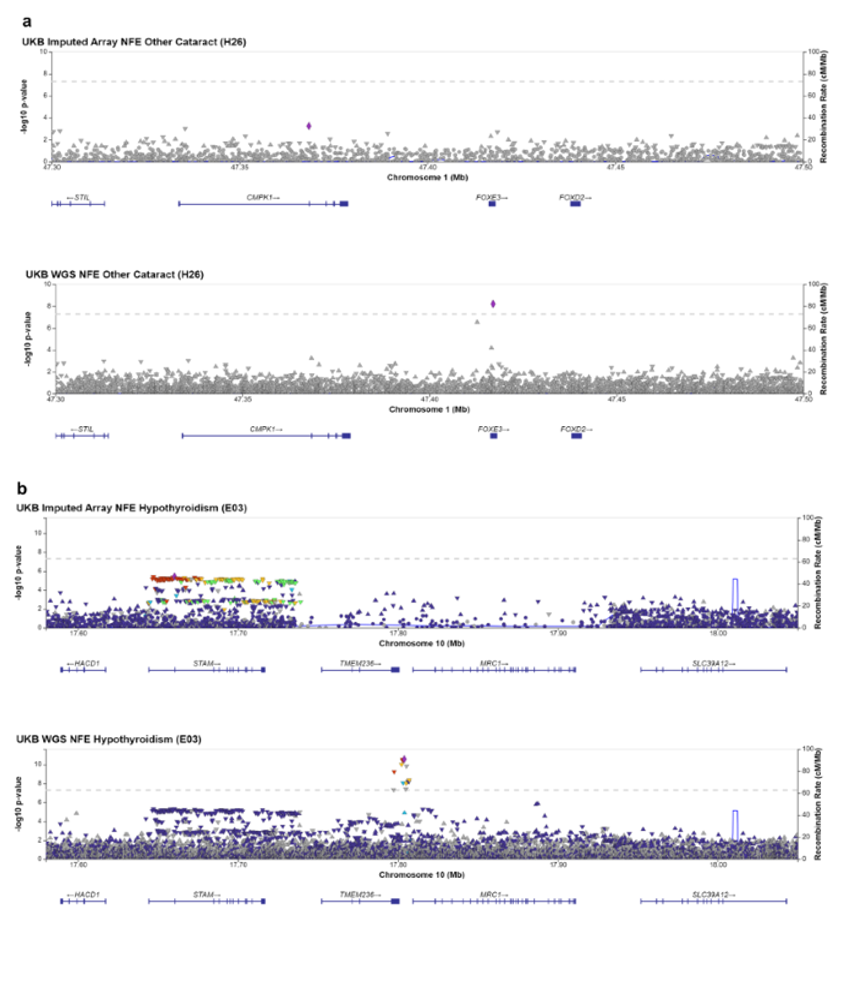 a
UKB Imputed Array NFE Other Cataract (H26)
10
8
6
4
2
0
100
80
60
40
20
0
-log10 p-value
Recombination Rate (cM/Mb)
47.30 47.35 47.40 47.45 47.50
Chromosome 1 (Mb)
←STIL CMPK1→ FOXE3→ FOXD2→
UKB WGS NFE Other Cataract (H26)
10
8
6
4
2
0
100
80
60
40
20
0
-log10 p-value
Recombination Rate (cM/Mb)
47.30 47.35 47.40 47.45 47.50
Chromosome 1 (Mb)
←STIL CMPK1→ FOXE3→ FOXD2→
b
UKB Imputed Array NFE Hypothyroidism (E03)
10
8
6
4
2
0
100
80
60
40
20
0
-log10 p-value
Recombination Rate (cM/Mb)
17.60 17.70 17.80 17.90 18.00
Chromosome 10 (Mb)
←HACD1 STAM→ TMEM236→ MRC1→ SLC39A12→
UKB WGS NFE Hypothyroidism (E03)
10
8
6
4
2
0
100
80
60
40
20
0
-log10 p-value
Recombination Rate (cM/Mb)
17.60 17.70 17.80 17.90 18.00
Chromosome 10 (Mb)
←HACD1 STAM→ TMEM236→ MRC1→ SLC39A12→